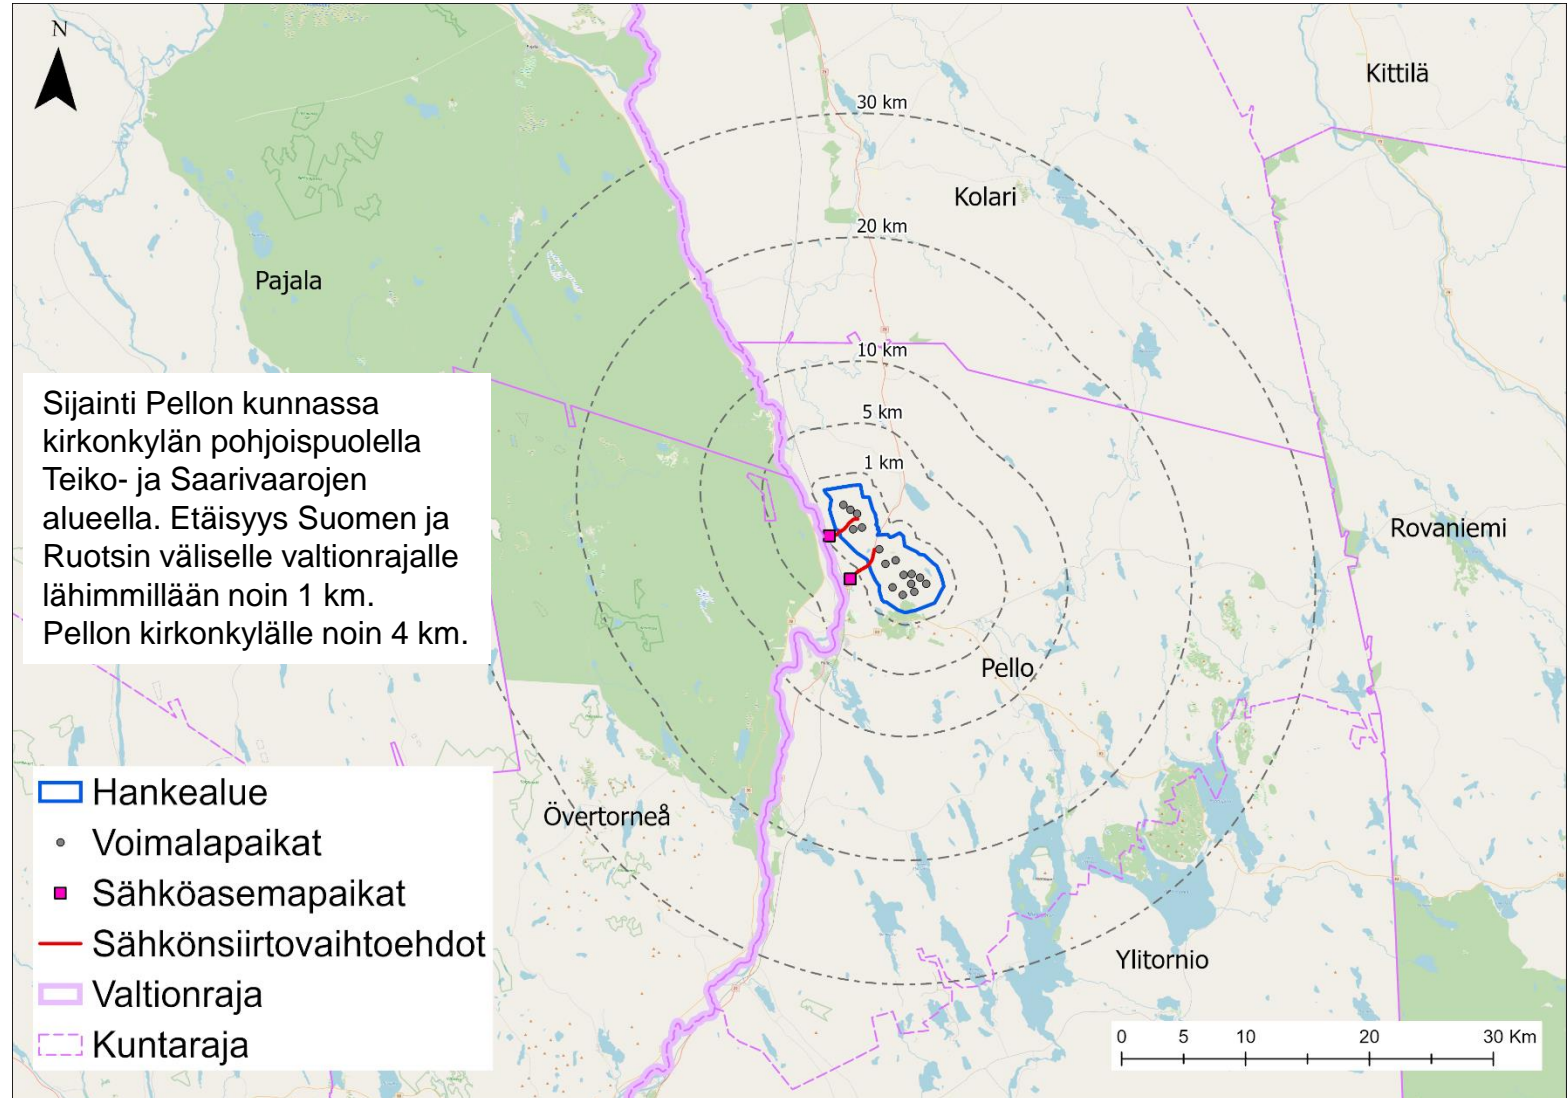 N
Kittilä
30 km
Kolari
20 km
Pajala
10 km
5 km
1 km
Sijainti Pellon kunnassa
kirkonkylän pohjoispuolella
Teiko- ja Saarivaarojen
alueella. Etäisyys Suomen ja
Ruotsin väliselle valtionrajalle
lähimmillään noin 1 km.
Pellon kirkonkylälle noin 4 km.
Rovaniemi
Pello
Övertorneå
Ylitornio
Hankealue
Voimalapaikat
Sähköasemapaikat
Sähkönsiirtovaihtoehdot
Valtionraja
Kuntaraja
0 5 10 20 30 Km